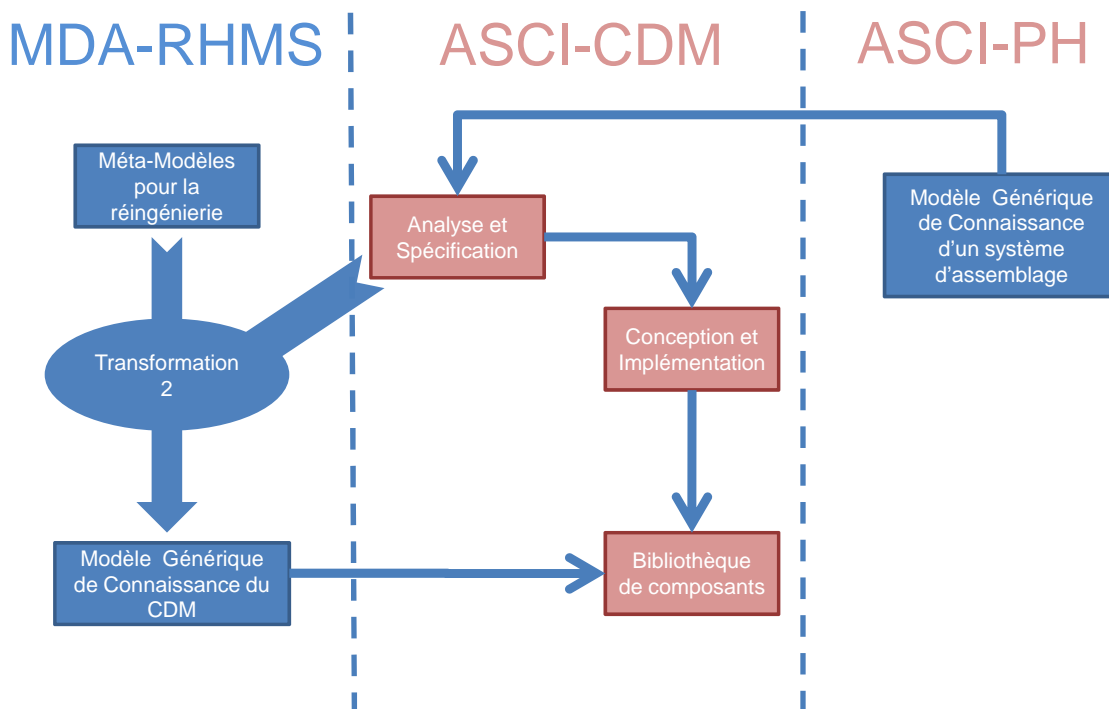 MDA-RHMS
ASCI-CDM
ASCI-PH
Méta-Modèles
pour la
réingénierie
Analyse et
Spécification
Modèle Générique
de Connaissance
d'un système
d'assemblage
Transformation
2
Conception et
Implémentation
Modèle Générique
de Connaissance du
CDM
Bibliothèque
de composants